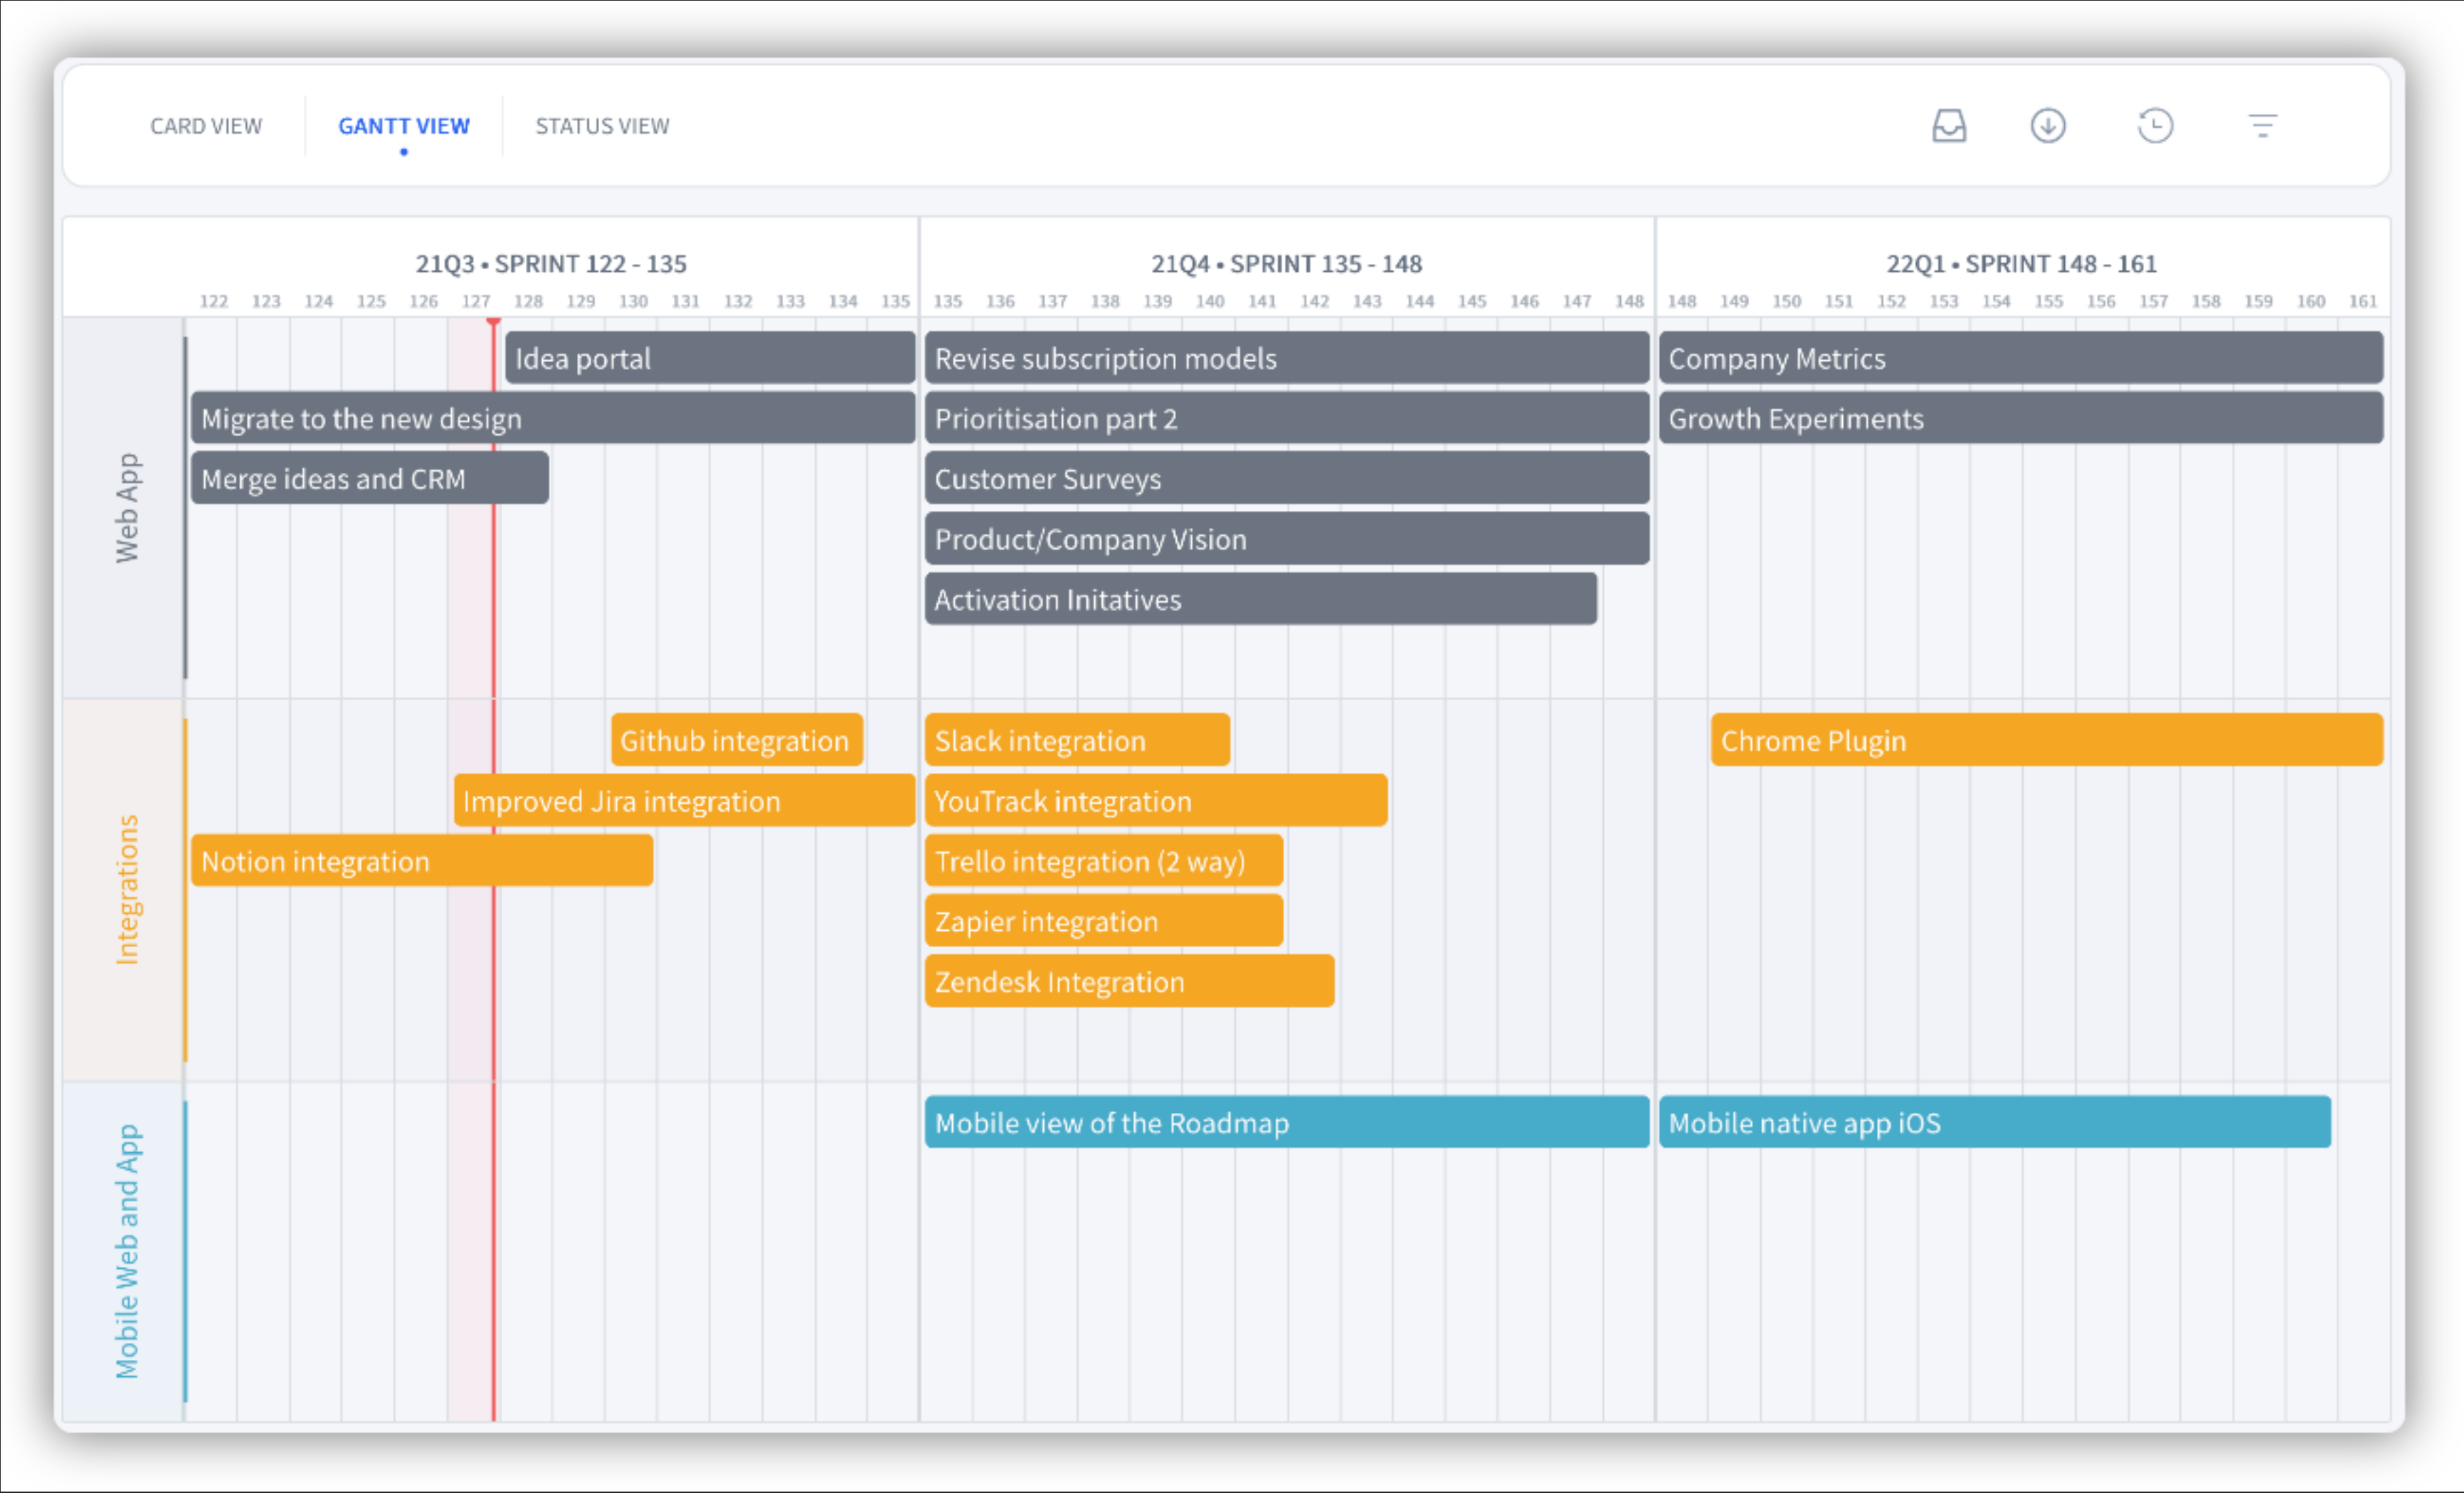 CARD VIEW
GANTT VIEW
STATUS VIEW
21Q3 • SPRINT 122 - 135
21Q4 • SPRINT 135 - 148
22Q1 • SPRINT 148 - 161
122 123 124 125 126 127 128 129 130 131 132 133 134 135
135 136 137 138 139 140 141 142 143 144 145 146 147 148
148 149 150 151 152 153 154 155 156 157 158 159 160 161
Web App
Idea portal
Revise subscription models
Company Metrics
Migrate to the new design
Prioritisation part 2
Growth Experiments
Merge ideas and CRM
Customer Surveys
Product/Company Vision
Activation Initatives
Integrations
Github integration
Slack integration
Chrome Plugin
Improved Jira integration
YouTrack integration
Notion integration
Trello integration (2 way)
Zapier integration
Zendesk Integration
Mobile Web and App
Mobile view of the Roadmap
Mobile native app iOS